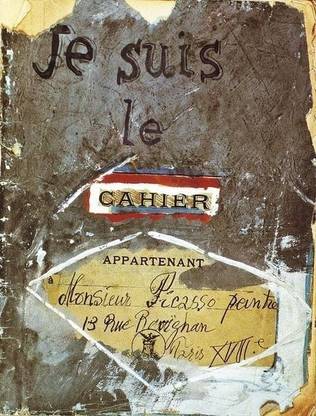 Je suis
le
CAHIER
APPARTENANT
à Monsieur Picasso peintre
13 Rue Ravignan
Paris XVIIIe